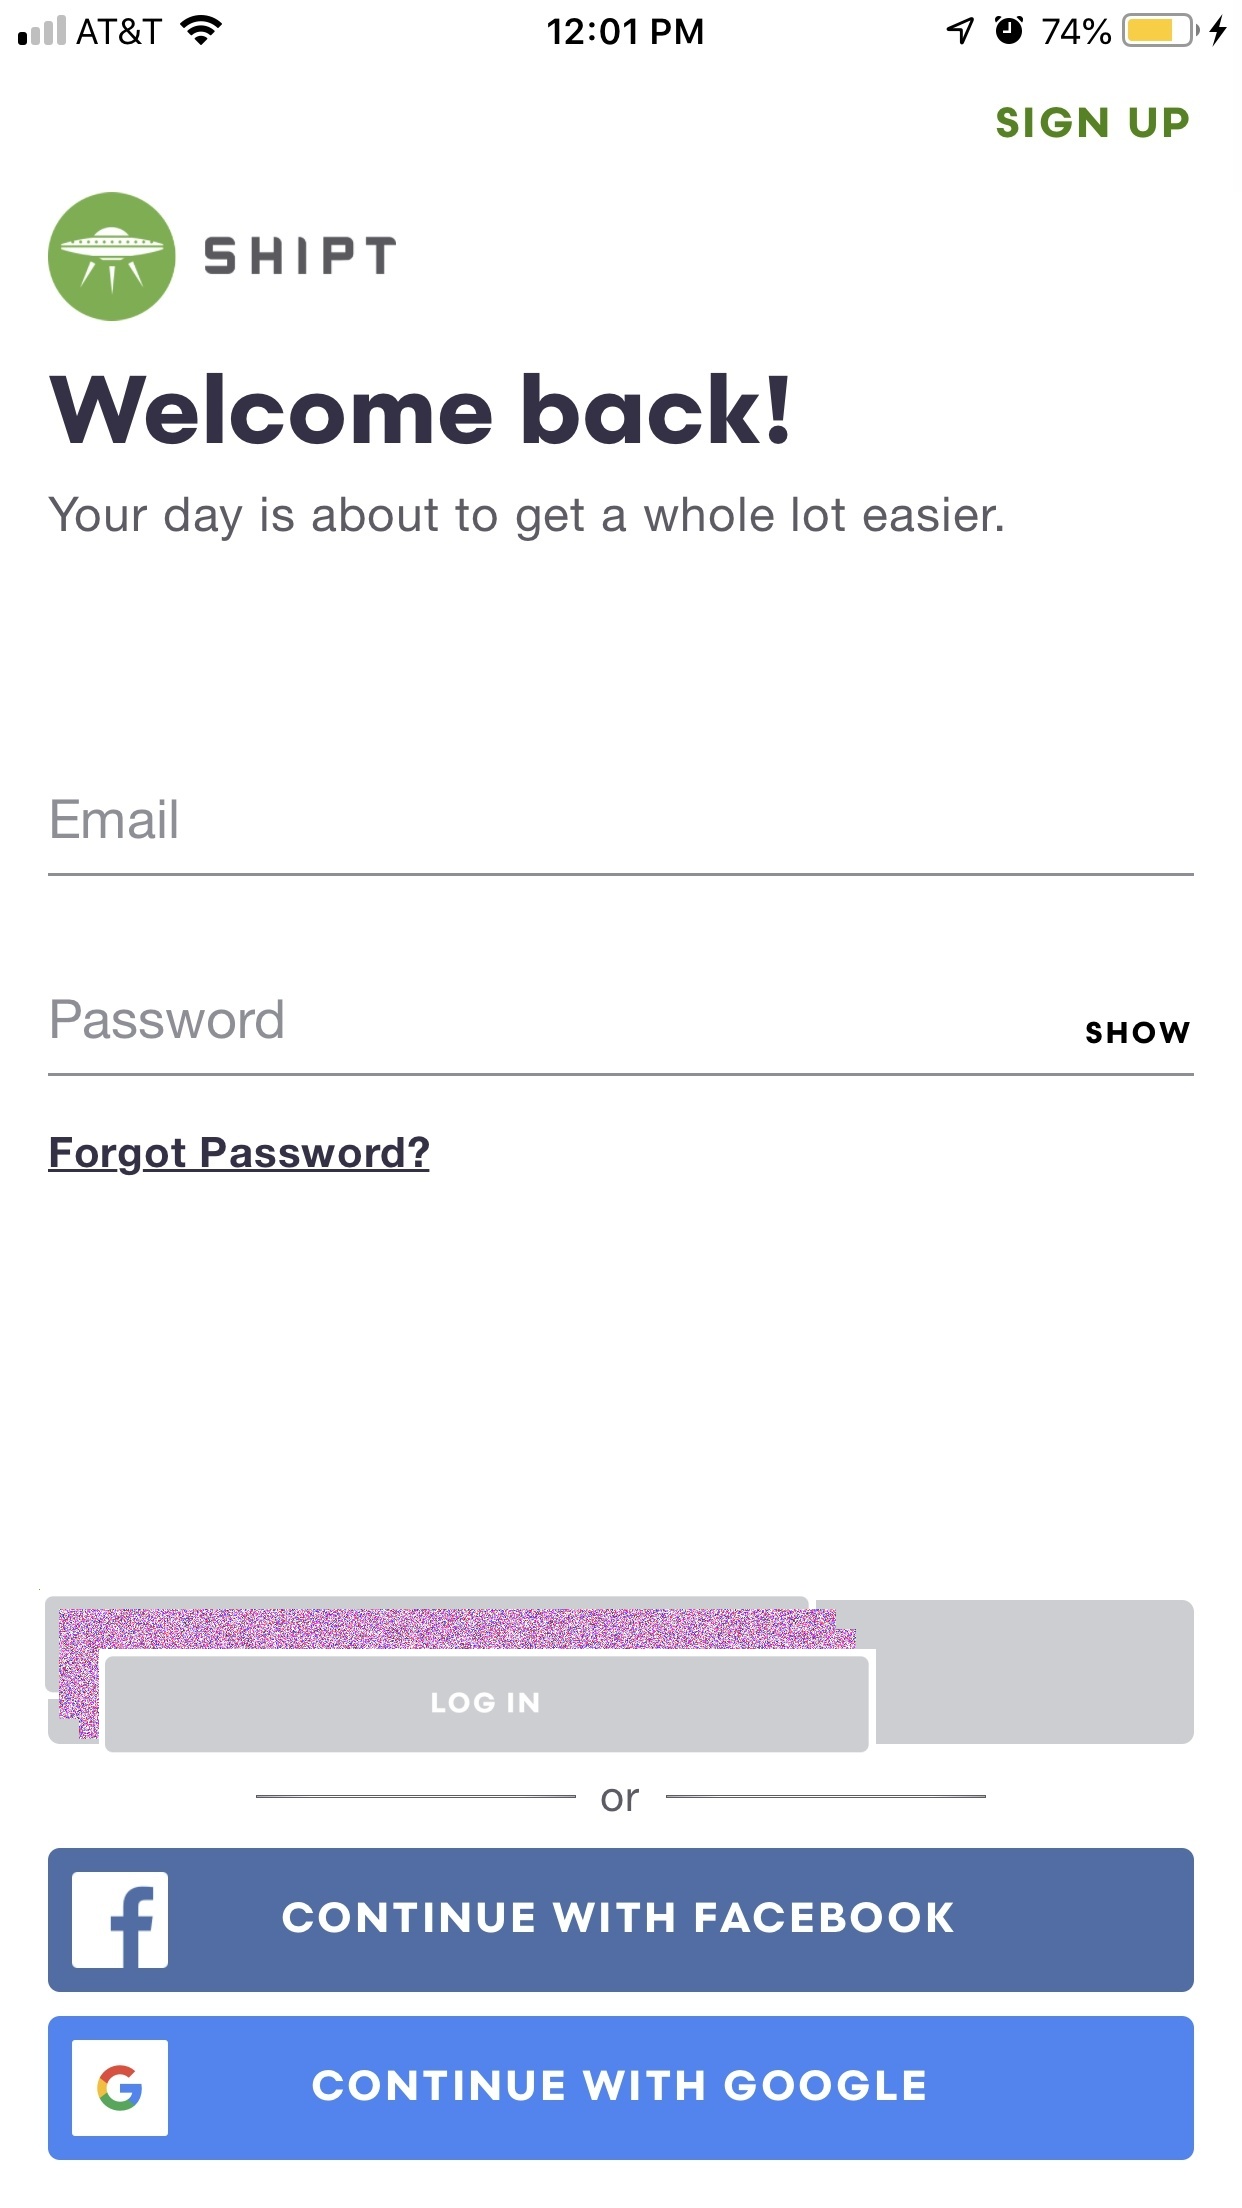 AT&T 12:01 PM 74%
SIGN UP
SHIPT
Welcome back!
Your day is about to get a whole lot easier.
Email
Password SHOW
Forgot Password?
LOG IN
or
CONTINUE WITH FACEBOOK
CONTINUE WITH GOOGLE